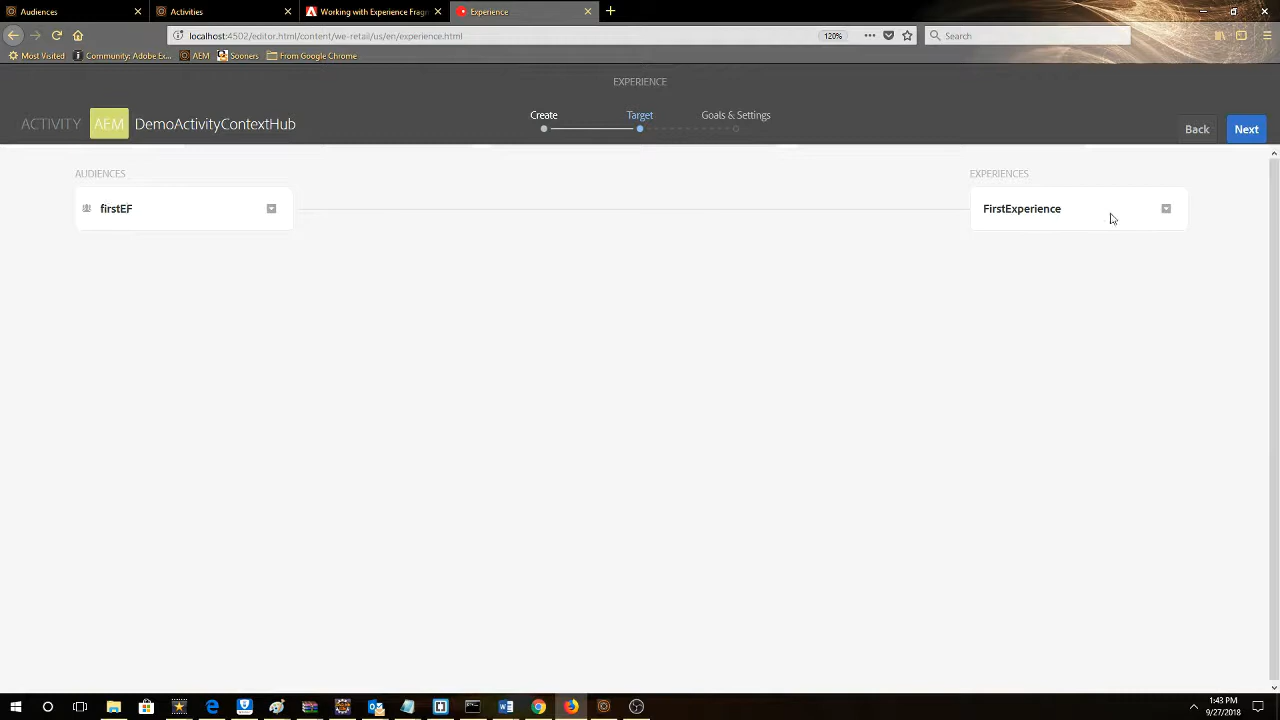 Audiences
Activities
Working with Experience Fragm
Experience
localhost:4502/editor.html/content/we-retail/us/en/experience.html
120%
Search
Most Visited
Community: Adobe Ex...
AEM
Sooners
From Google Chrome
EXPERIENCE
ACTIVITY
AEM
DemoActivityContextHub
Create
Target
Goals & Settings
Back
Next
AUDIENCES
EXPERIENCES
firstEF
FirstExperience
1:43 PM
9/27/2018